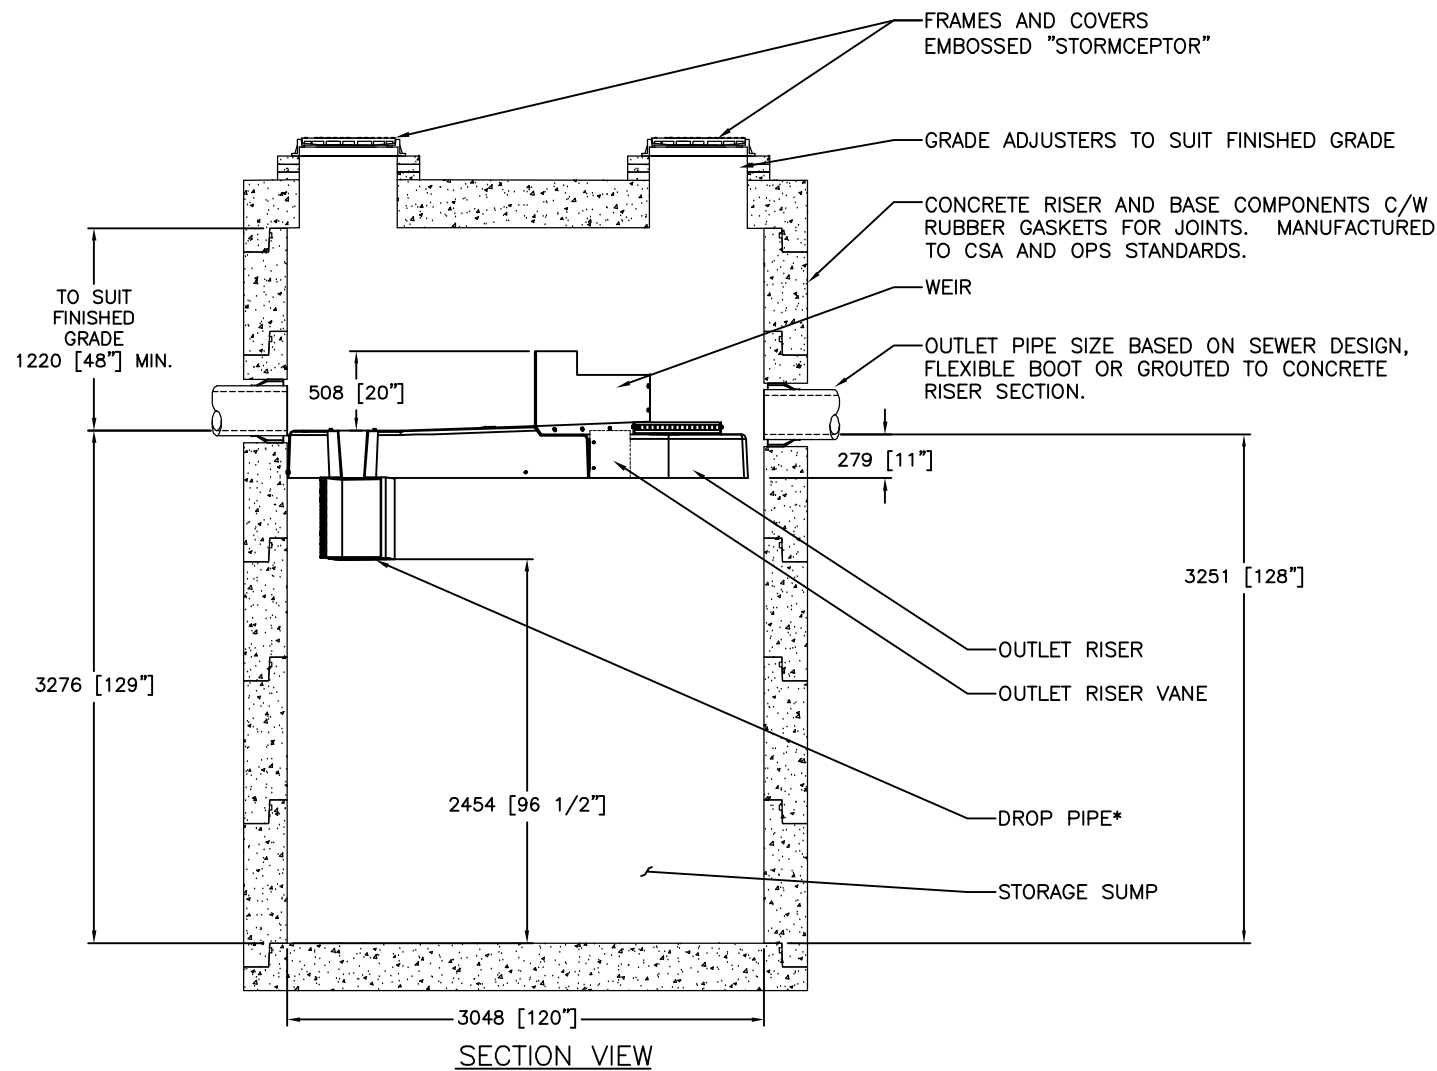 FRAMES AND COVERS
EMBOSSED "STORMCEPTOR"
GRADE ADJUSTERS TO SUIT FINISHED GRADE
CONCRETE RISER AND BASE COMPONENTS C/W
RUBBER GASKETS FOR JOINTS. MANUFACTURED
TO CSA AND OPS STANDARDS.
WEIR
TO SUIT
FINISHED
GRADE
1220 [48"] MIN.
OUTLET PIPE SIZE BASED ON SEWER DESIGN,
FLEXIBLE BOOT OR GROUTED TO CONCRETE
RISER SECTION.
508 [20"]
279 [11"]
3251 [128"]
OUTLET RISER
OUTLET RISER VANE
3276 [129"]
2454 [96 1/2"]
DROP PIPE*
STORAGE SUMP
3048 [120"]
SECTION VIEW